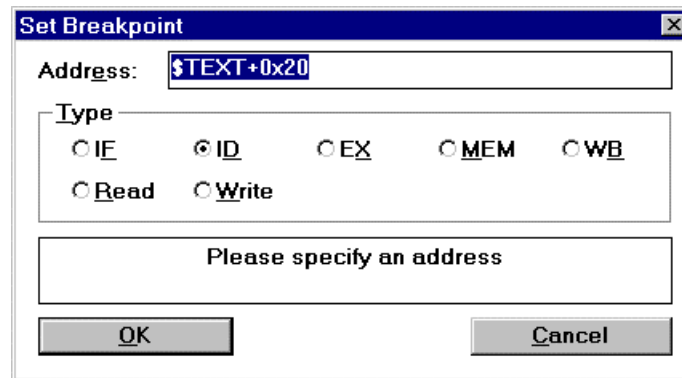 Set Breakpoint
Address: $TEXT+0x20
Type
IF ID EX MEM WB
Read Write
Please specify an address
OK Cancel